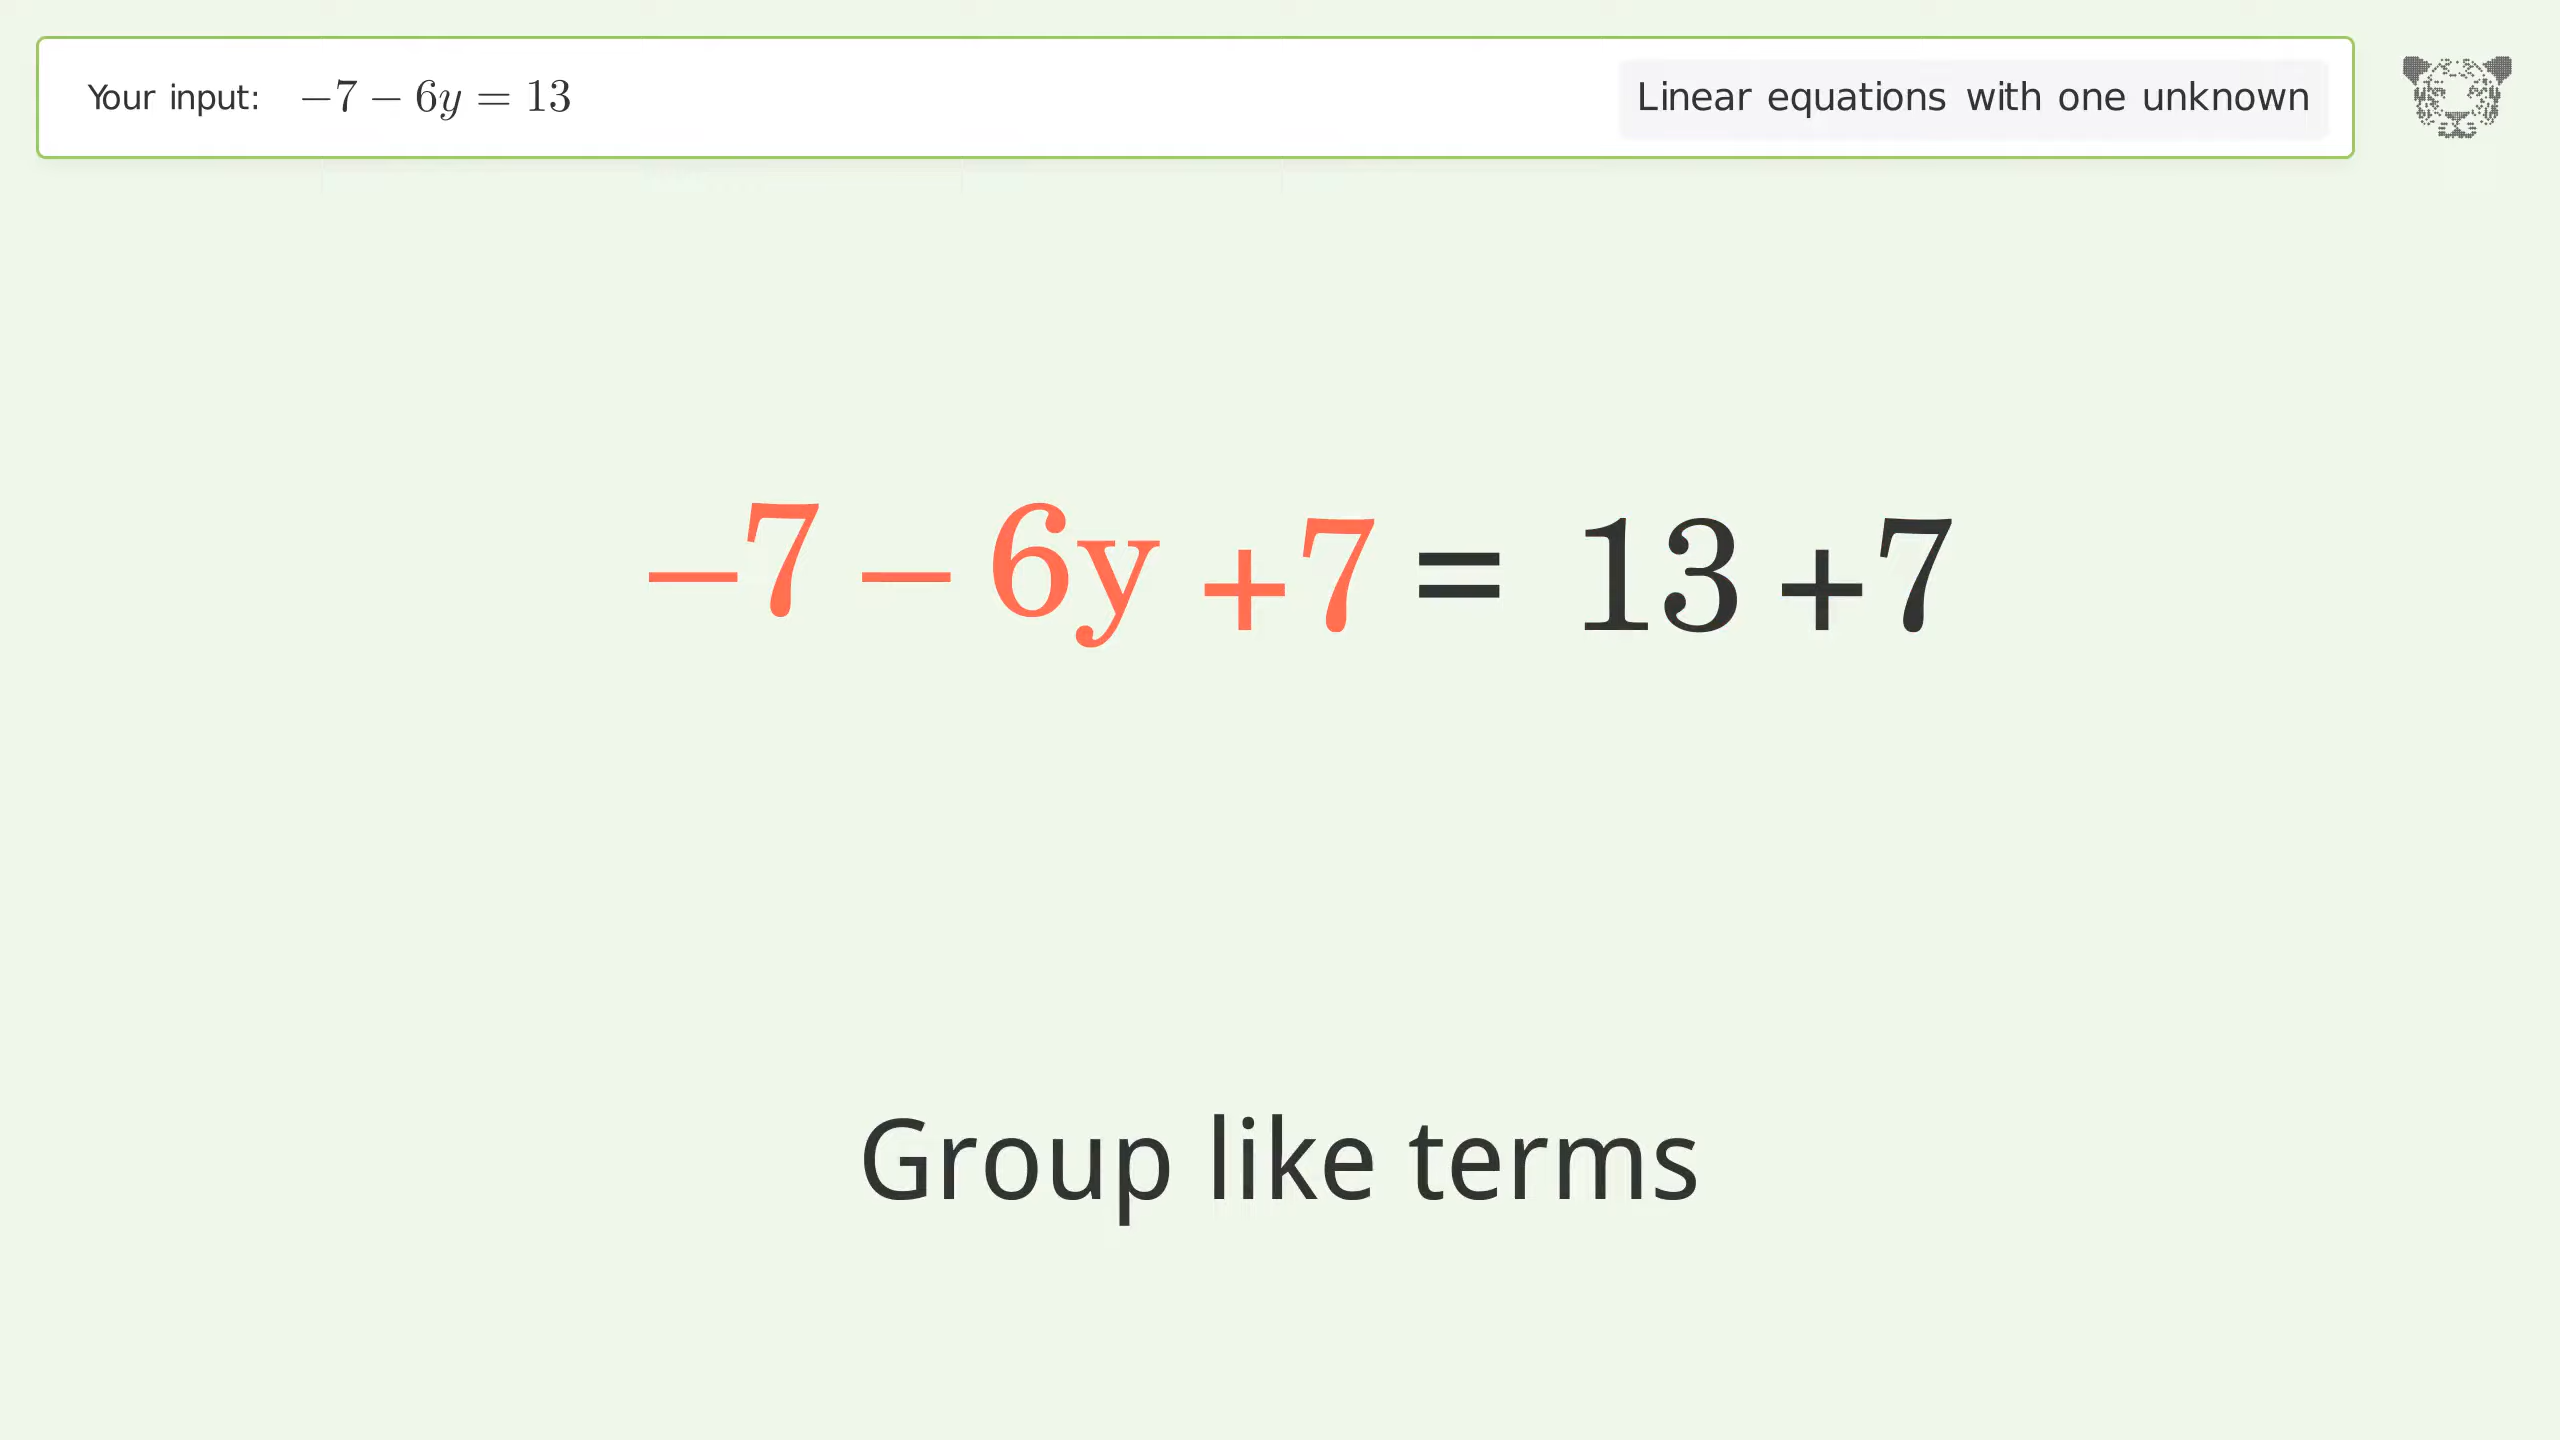 Your input: −7 − 6y = 13
Linear equations with one unknown
−7 − 6y +7 = 13 +7
Group like terms